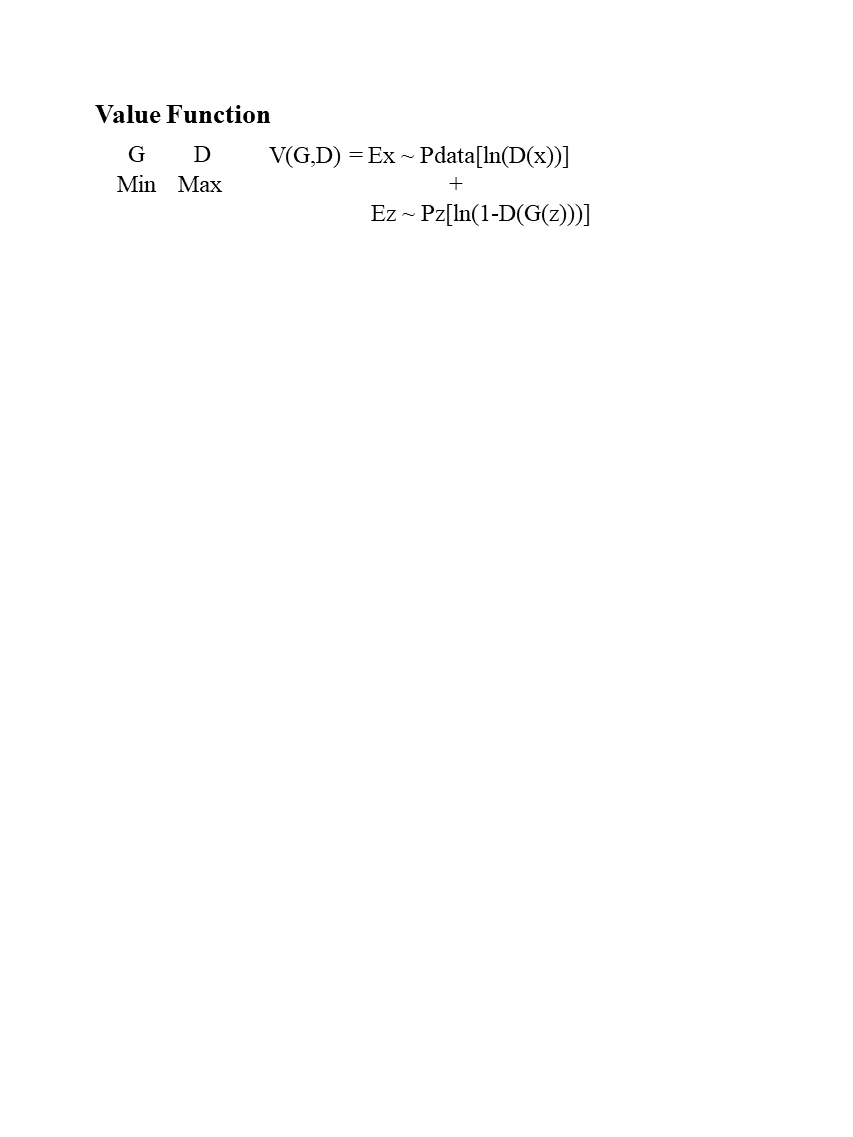 Value Function
G D V(G,D) = Ex ~ Pdata[ln(D(x))]
Min Max +
Ez ~ Pz[ln(1-D(G(z)))]